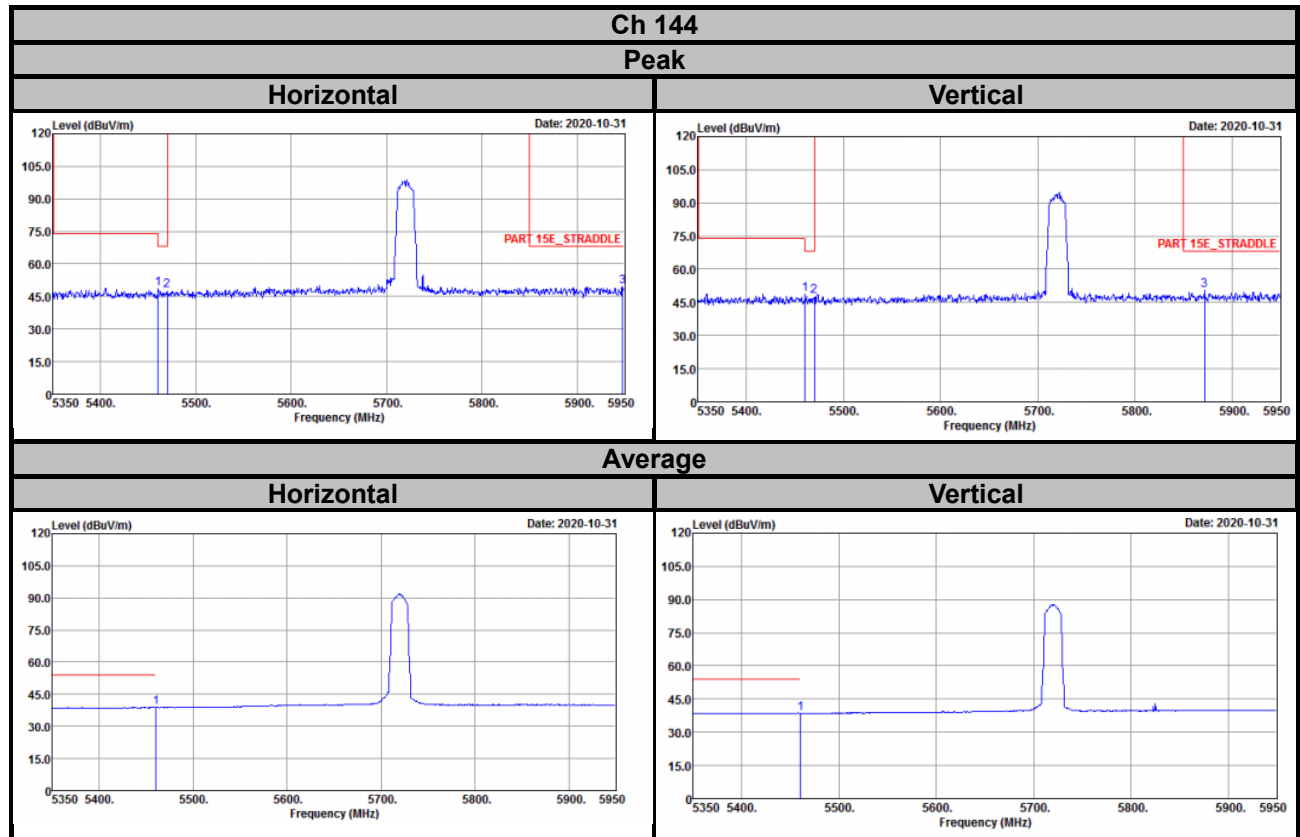 Ch 144
Peak
Horizontal Vertical
120 Level (dBuV/m) Date: 2020-10-31
105.0
90.0
75.0
PART 15E_STRADDLE
60.0
1 2 3
45.0
30.0
15.0
0
5350 5400. 5500. 5600. 5700. 5800. 5900. 5950
Frequency (MHz)
120 Level (dBuV/m) Date: 2020-10-31
105.0
90.0
75.0
PART 15E_STRADDLE
60.0
1 2 3
45.0
30.0
15.0
0
5350 5400. 5500. 5600. 5700. 5800. 5900. 5950
Frequency (MHz)
Average
Horizontal Vertical
120 Level (dBuV/m) Date: 2020-10-31
105.0
90.0
75.0
60.0
45.0
1
30.0
15.0
0
5350 5400. 5500. 5600. 5700. 5800. 5900. 5950
Frequency (MHz)
120 Level (dBuV/m) Date: 2020-10-31
105.0
90.0
75.0
60.0
45.0
1
30.0
15.0
0
5350 5400. 5500. 5600. 5700. 5800. 5900. 5950
Frequency (MHz)